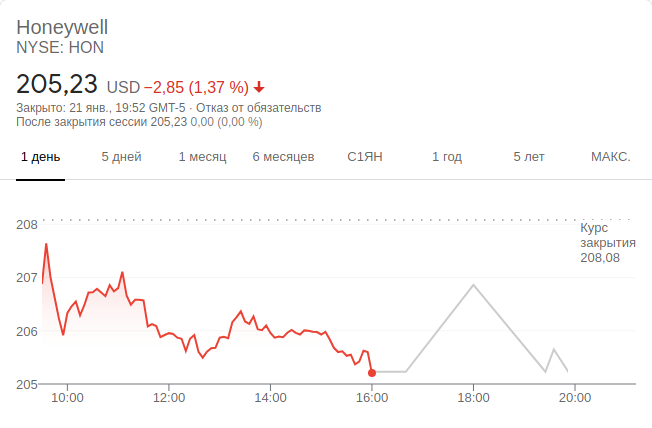 Honeywell
NYSE: HON
205,23 USD −2,85 (1,37 %)
Закрыто: 21 янв., 19:52 GMT-5 · Отказ от обязательств
После закрытия сессии 205,23 0,00 (0,00 %)
1 день 5 дней 1 месяц 6 месяцев С1ЯН 1 год 5 лет МАКС.
208
Курс
закрытия
208,08
207
206
205
10:00 12:00 14:00 16:00 18:00 20:00